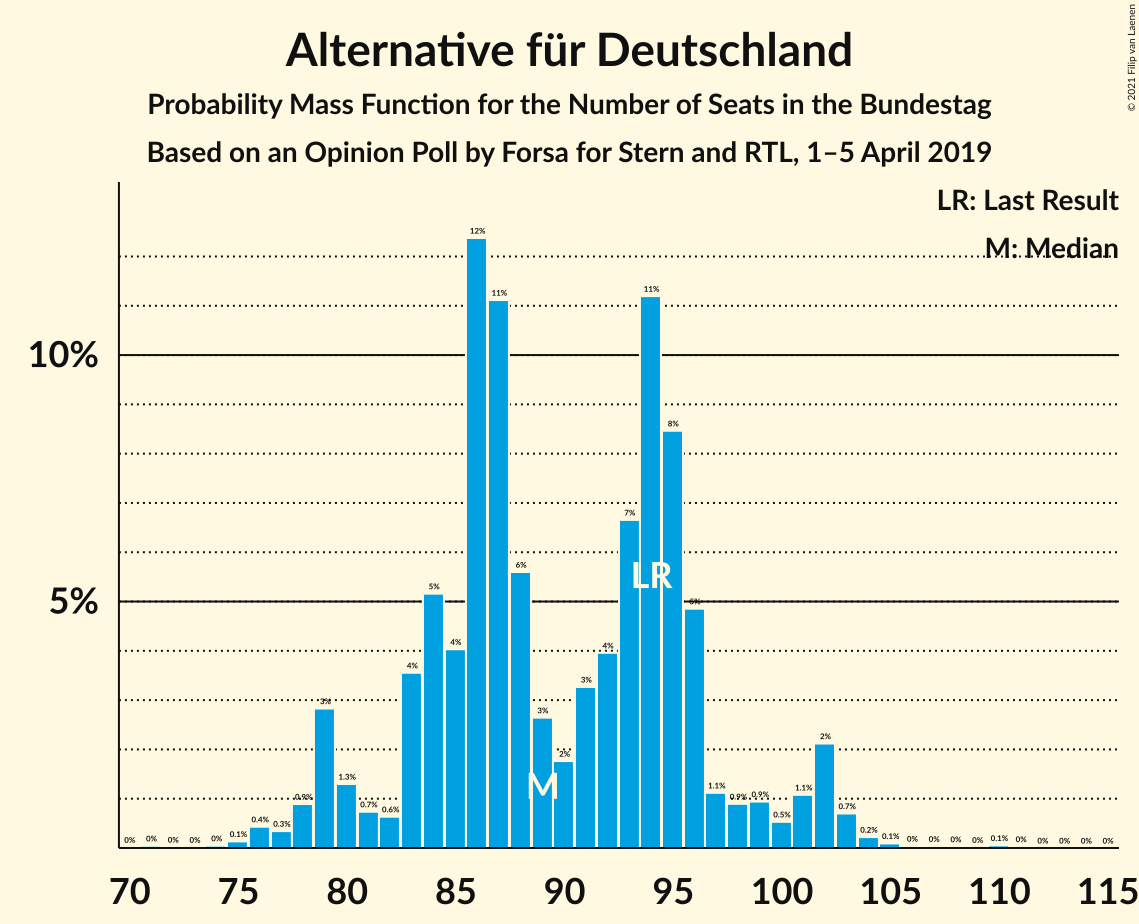 Alternative für Deutschland
Probability Mass Function for the Number of Seats in the Bundestag
Based on an Opinion Poll by Forsa for Stern and RTL, 1–5 April 2019
© 2021 Filip van Laenen
LR: Last Result
M: Median
10%
5%
0% 0% 0% 0% 0% 0.1% 0.4% 0.3% 0.9% 3% 1.3% 0.7% 0.6% 4% 5% 4% 12% 11% 6% 3% 2% 3% 4% 7% 11% 8% 5% 1.1% 0.9% 0.9% 0.5% 1.1% 2% 0.7% 0.2% 0.1% 0% 0% 0% 0% 0.1% 0% 0% 0% 0% 0%
LR
M
70 75 80 85 90 95 100 105 110 115